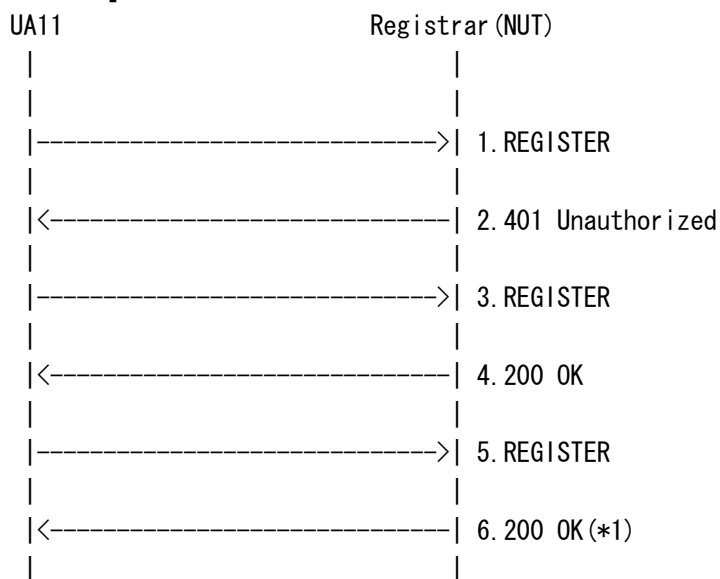 UA11 Registrar(NUT)
| |
| |
|------------------------------>| 1.REGISTER
| |
|<------------------------------| 2.401 Unauthorized
| |
|------------------------------>| 3.REGISTER
| |
|<------------------------------| 4.200 OK
| |
|------------------------------>| 5.REGISTER
| |
|<------------------------------| 6.200 OK(*1)
| |